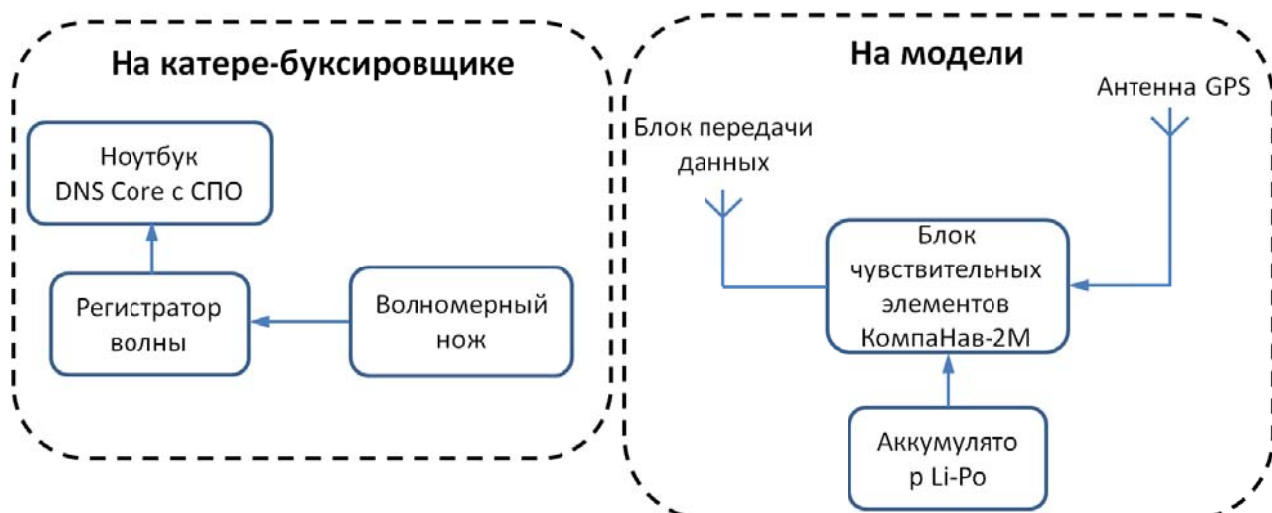 На катере-буксировщике
Ноутбук
DNS Core с СПО
Регистратор
волны
Волномерный
нож
На модели
Антенна GPS
Блок передачи
данных
Блок
чувствительных
элементов
КомпаНав-2М
Аккумулято
р Li-Po